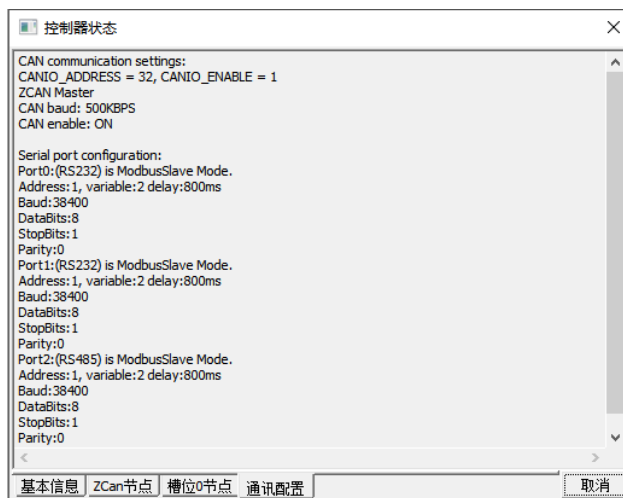 控制器状态
CAN communication settings:
CANIO_ADDRESS = 32, CANIO_ENABLE = 1
ZCAN Master
CAN baud: 500KBPS
CAN enable: ON
Serial port configuration:
Port0:(RS232) is ModbusSlave Mode.
Address:1, variable:2 delay:800ms
Baud:38400
DataBits:8
StopBits:1
Parity:0
Port1:(RS232) is ModbusSlave Mode.
Address:1, variable:2 delay:800ms
Baud:38400
DataBits:8
StopBits:1
Parity:0
Port2:(RS485) is ModbusSlave Mode.
Address:1, variable:2 delay:800ms
Baud:38400
DataBits:8
StopBits:1
Parity:0
基本信息 ZCan节点 槽位0节点 通讯配置 取消